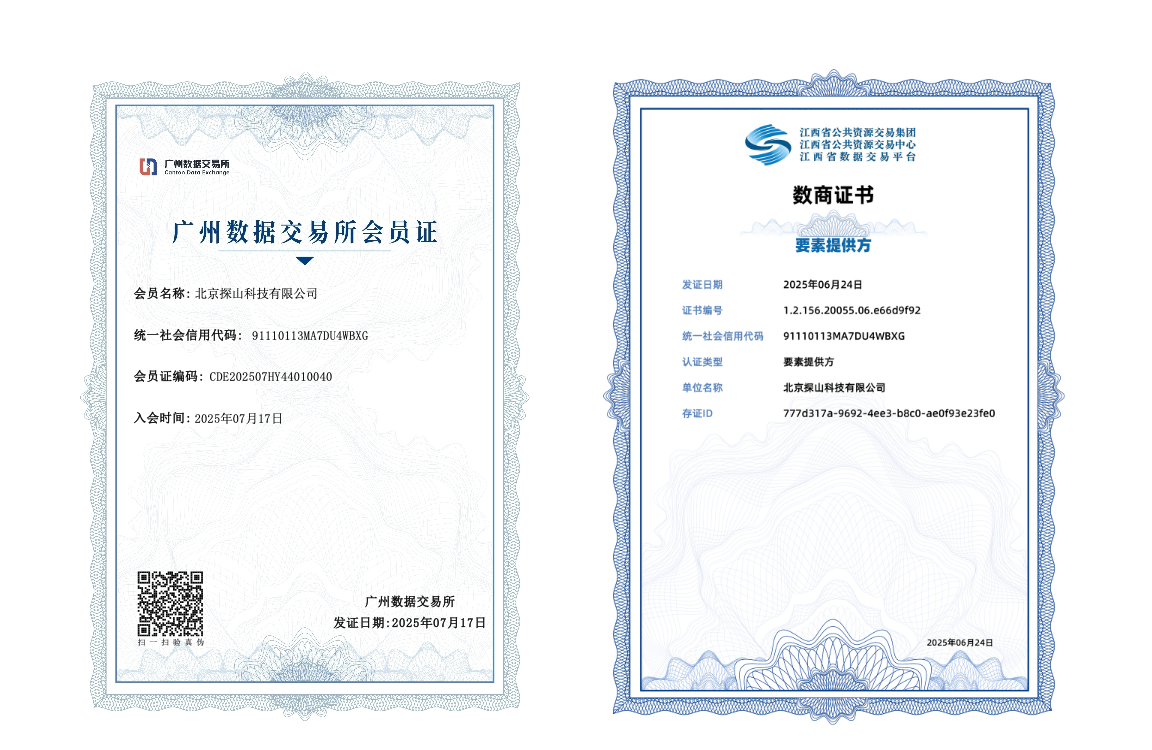 广州数据交易所
Canton Data Exchange
广州数据交易所会员证
会员名称: 北京探山科技有限公司
统一社会信用代码: 91110113MA7DU4WBXG
会员证编码: CDE202507HY44010040
入会时间: 2025年07月17日
扫一扫验真伪
广州数据交易所
发证日期:2025年07月17日
江西省公共资源交易集团
江西省公共资源交易中心
江西省数据交易平台
数商证书
要素提供方
发证日期 2025年06月24日
证书编号 1.2.156.20055.06.e66d9f92
统一社会信用代码 91110113MA7DU4WBXG
认证类型 要素提供方
单位名称 北京探山科技有限公司
存证ID 777d317a-9692-4ee3-b8c0-ae0f93e23fe0
2025年06月24日